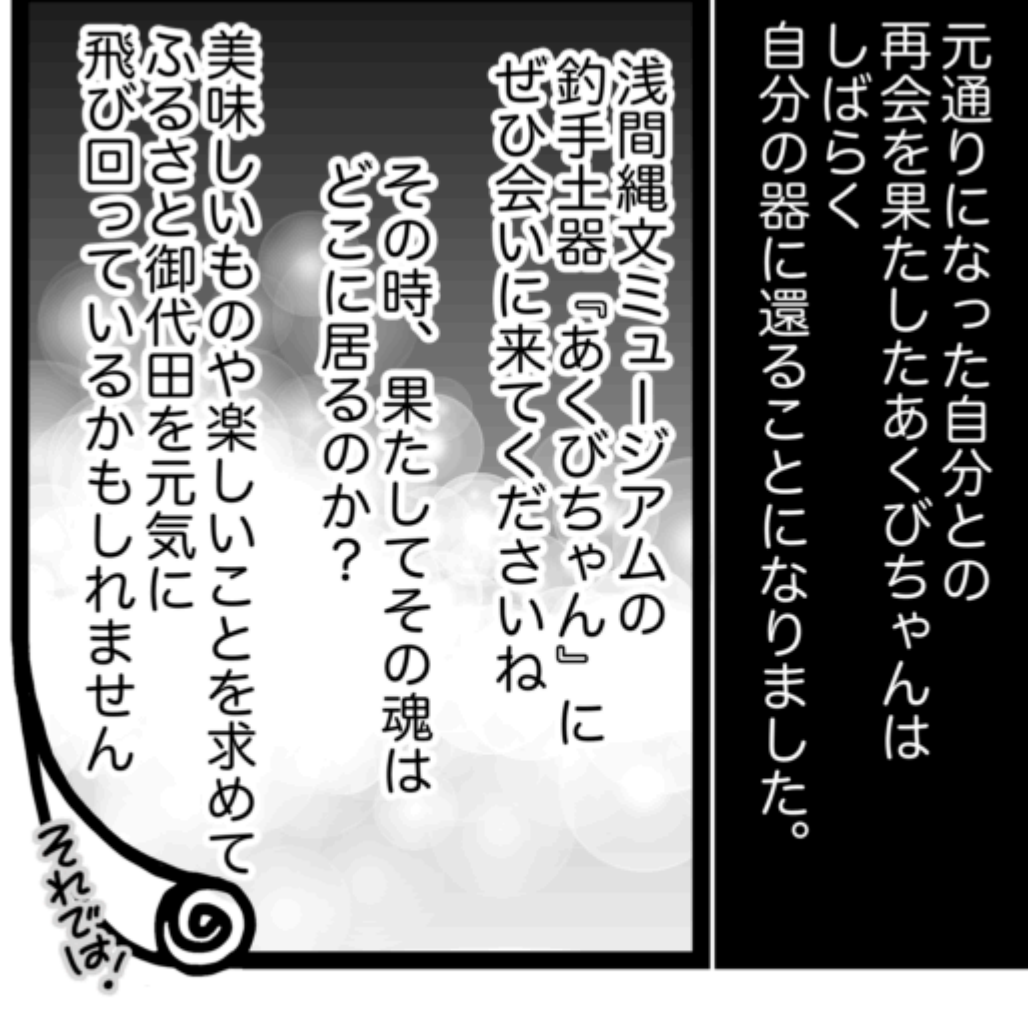 元通りになった自分との
再会を果たしたあくびちゃんは
しばらく
自分の器に還ることになりました。
浅間縄文ミュージアムの
釣手土器『あくびちゃん』に
ぜひ会いに来てくださいね
その時、果たしてその魂は
どこに居るのか?
美味しいものや楽しいことを求めて
ふるさと御代田を元気に
飛び回っているかもしれません
それでは!